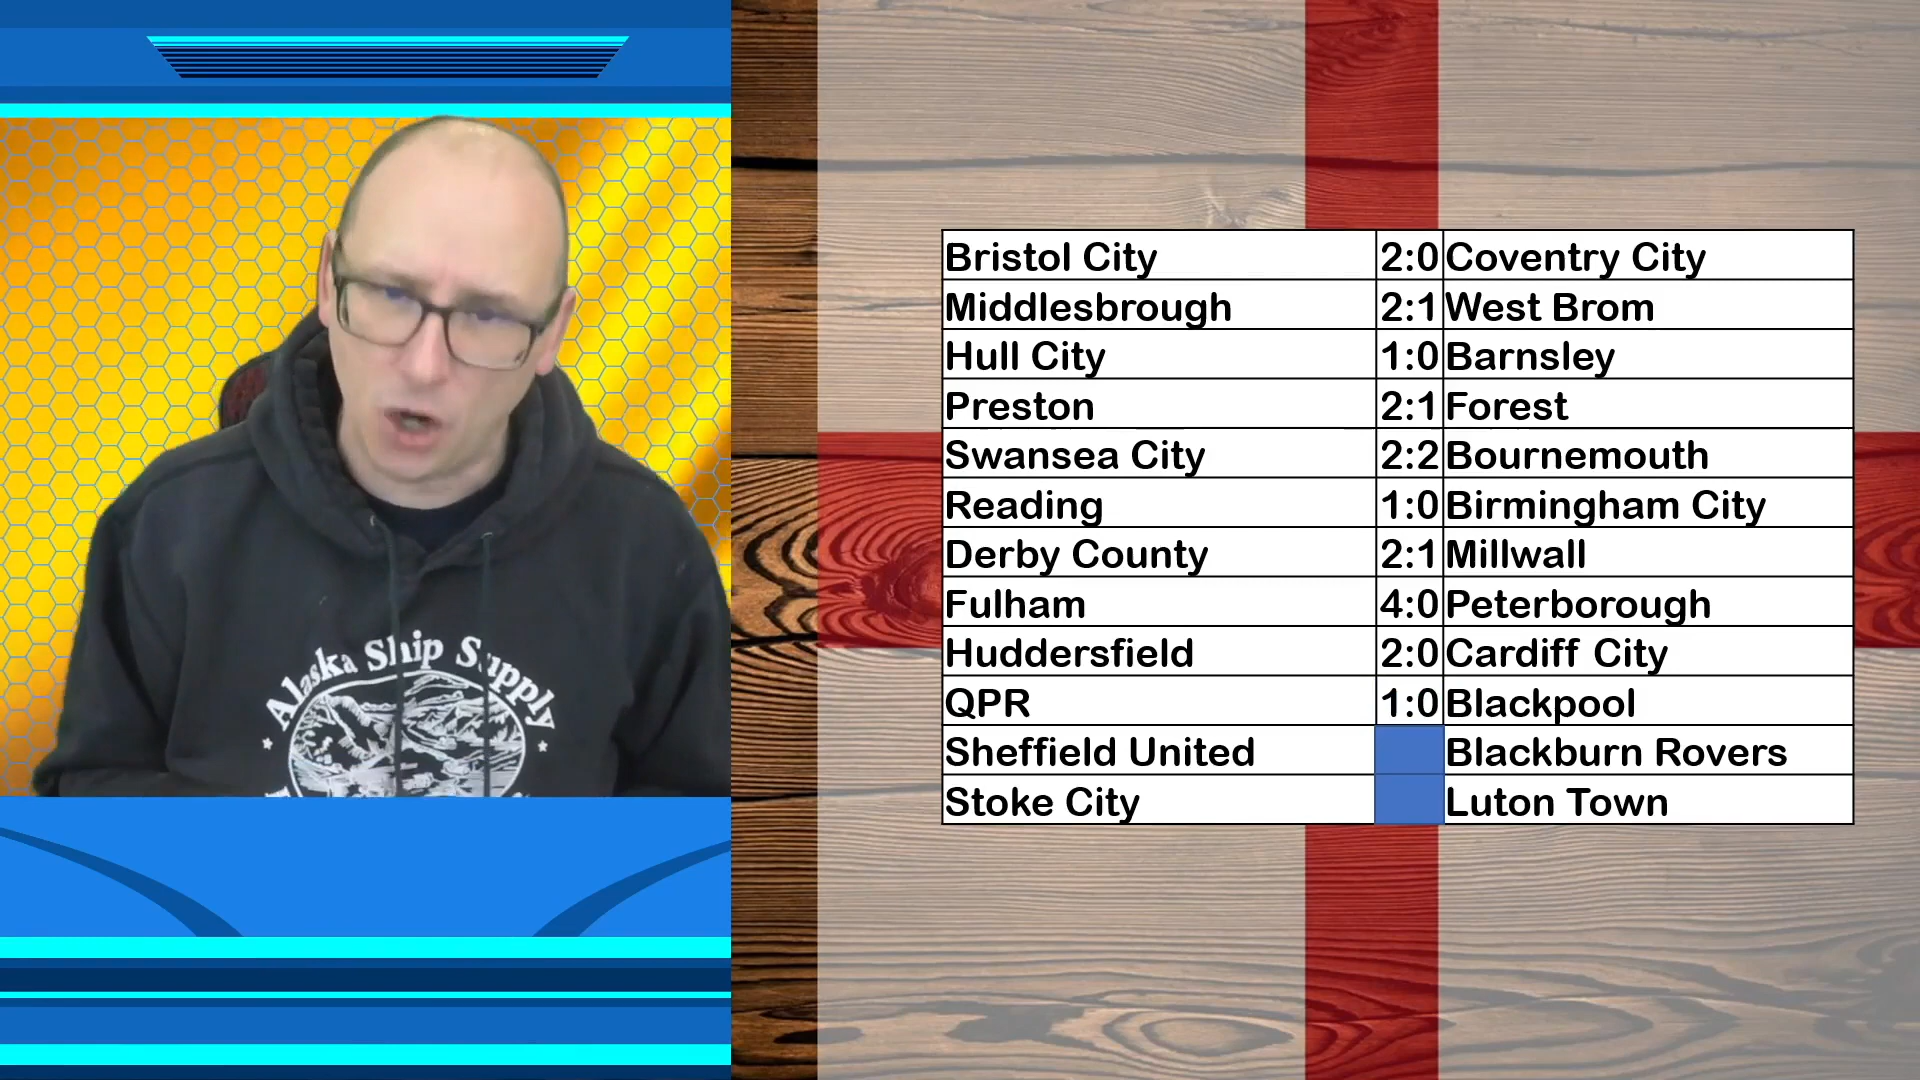 Alaska Ship Supply
Bristol City 2:0 Coventry City
Middlesbrough 2:1 West Brom
Hull City 1:0 Barnsley
Preston 2:1 Forest
Swansea City 2:2 Bournemouth
Reading 1:0 Birmingham City
Derby County 2:1 Millwall
Fulham 4:0 Peterborough
Huddersfield 2:0 Cardiff City
QPR 1:0 Blackpool
Sheffield United Blackburn Rovers
Stoke City Luton Town